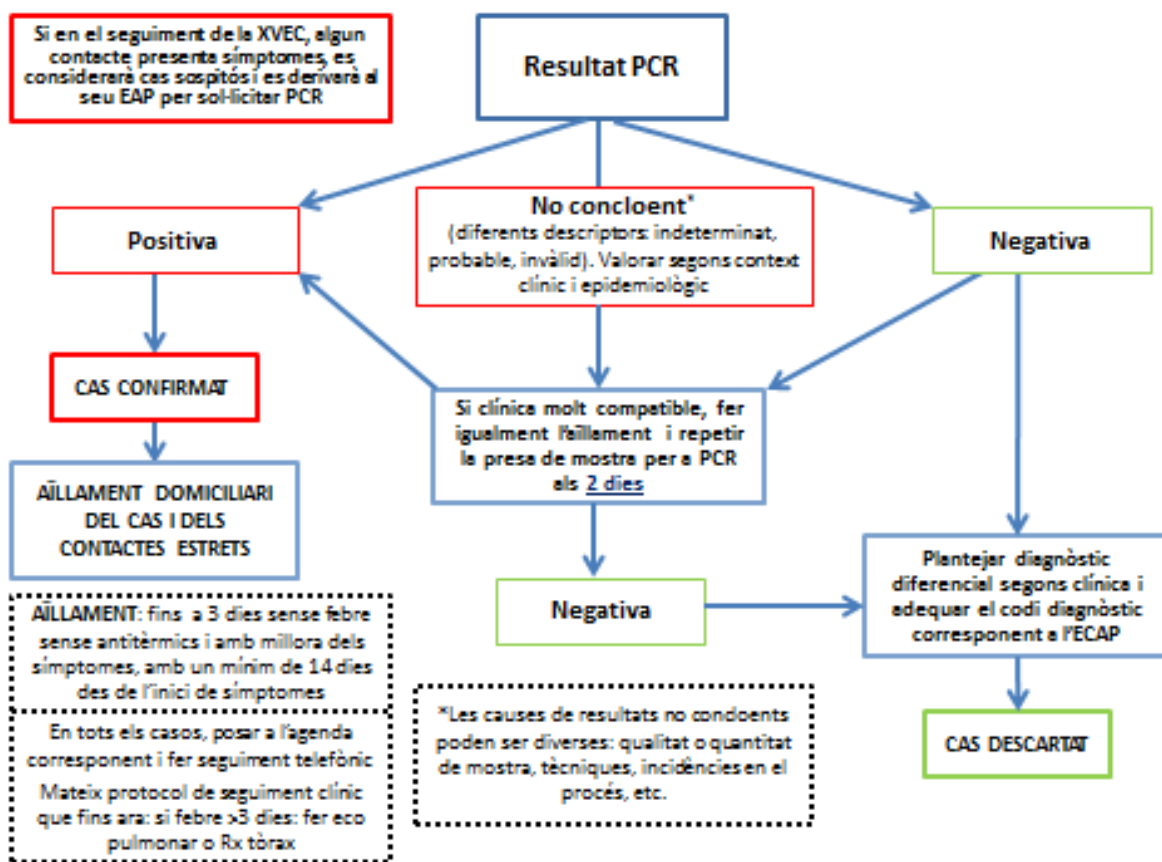 Si en el seguiment de la XVEC, algun
contacte presenta símptomes, es
considerarà cas sospitós i es derivarà al
seu EAP per sol·licitar PCR
Resultat PCR
Positiva
No concloent*
(diferents descriptors: indeterminat,
probable, invàlid). Valorar segons context
clínic i epidemiològic
Negativa
CAS CONFIRMAT
Si clínica molt compatible, fer
igualment l'aïllament i repetir
la presa de mostra per a PCR
als 2 dies
AÏLLAMENT DOMICILIARI
DEL CAS I DELS
CONTACTES ESTRETS
Negativa
Plantejar diagnòstic
diferencial segons clínica i
adequar el codi diagnòstic
corresponent a l'ECAP
AÏLLAMENT: fins a 3 dies sense febre
sense antitèrmics i amb millora dels
símptomes, amb un mínim de 14 dies
des de l'inici de símptomes
En tots els casos, posar a l'agenda
corresponent i fer seguiment telefònic
Mateix protocol de seguiment clínic
que fins ara: si febre >3 dies: fer eco
pulmonar o Rx tòrax
*Les causes de resultats no concloents
poden ser diverses: qualitat o quantitat
de mostra, tècniques, incidències en el
procés, etc.
CAS DESCARTAT